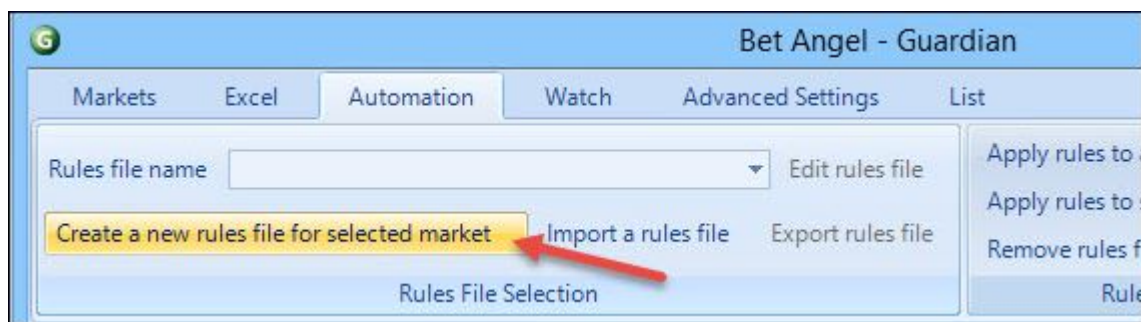 G
Bet Angel - Guardian
Markets Excel Automation Watch Advanced Settings List
Rules file name Edit rules file
Create a new rules file for selected market Import a rules file Export rules file
Rules File Selection
Apply rules to
Apply rules to
Remove rules